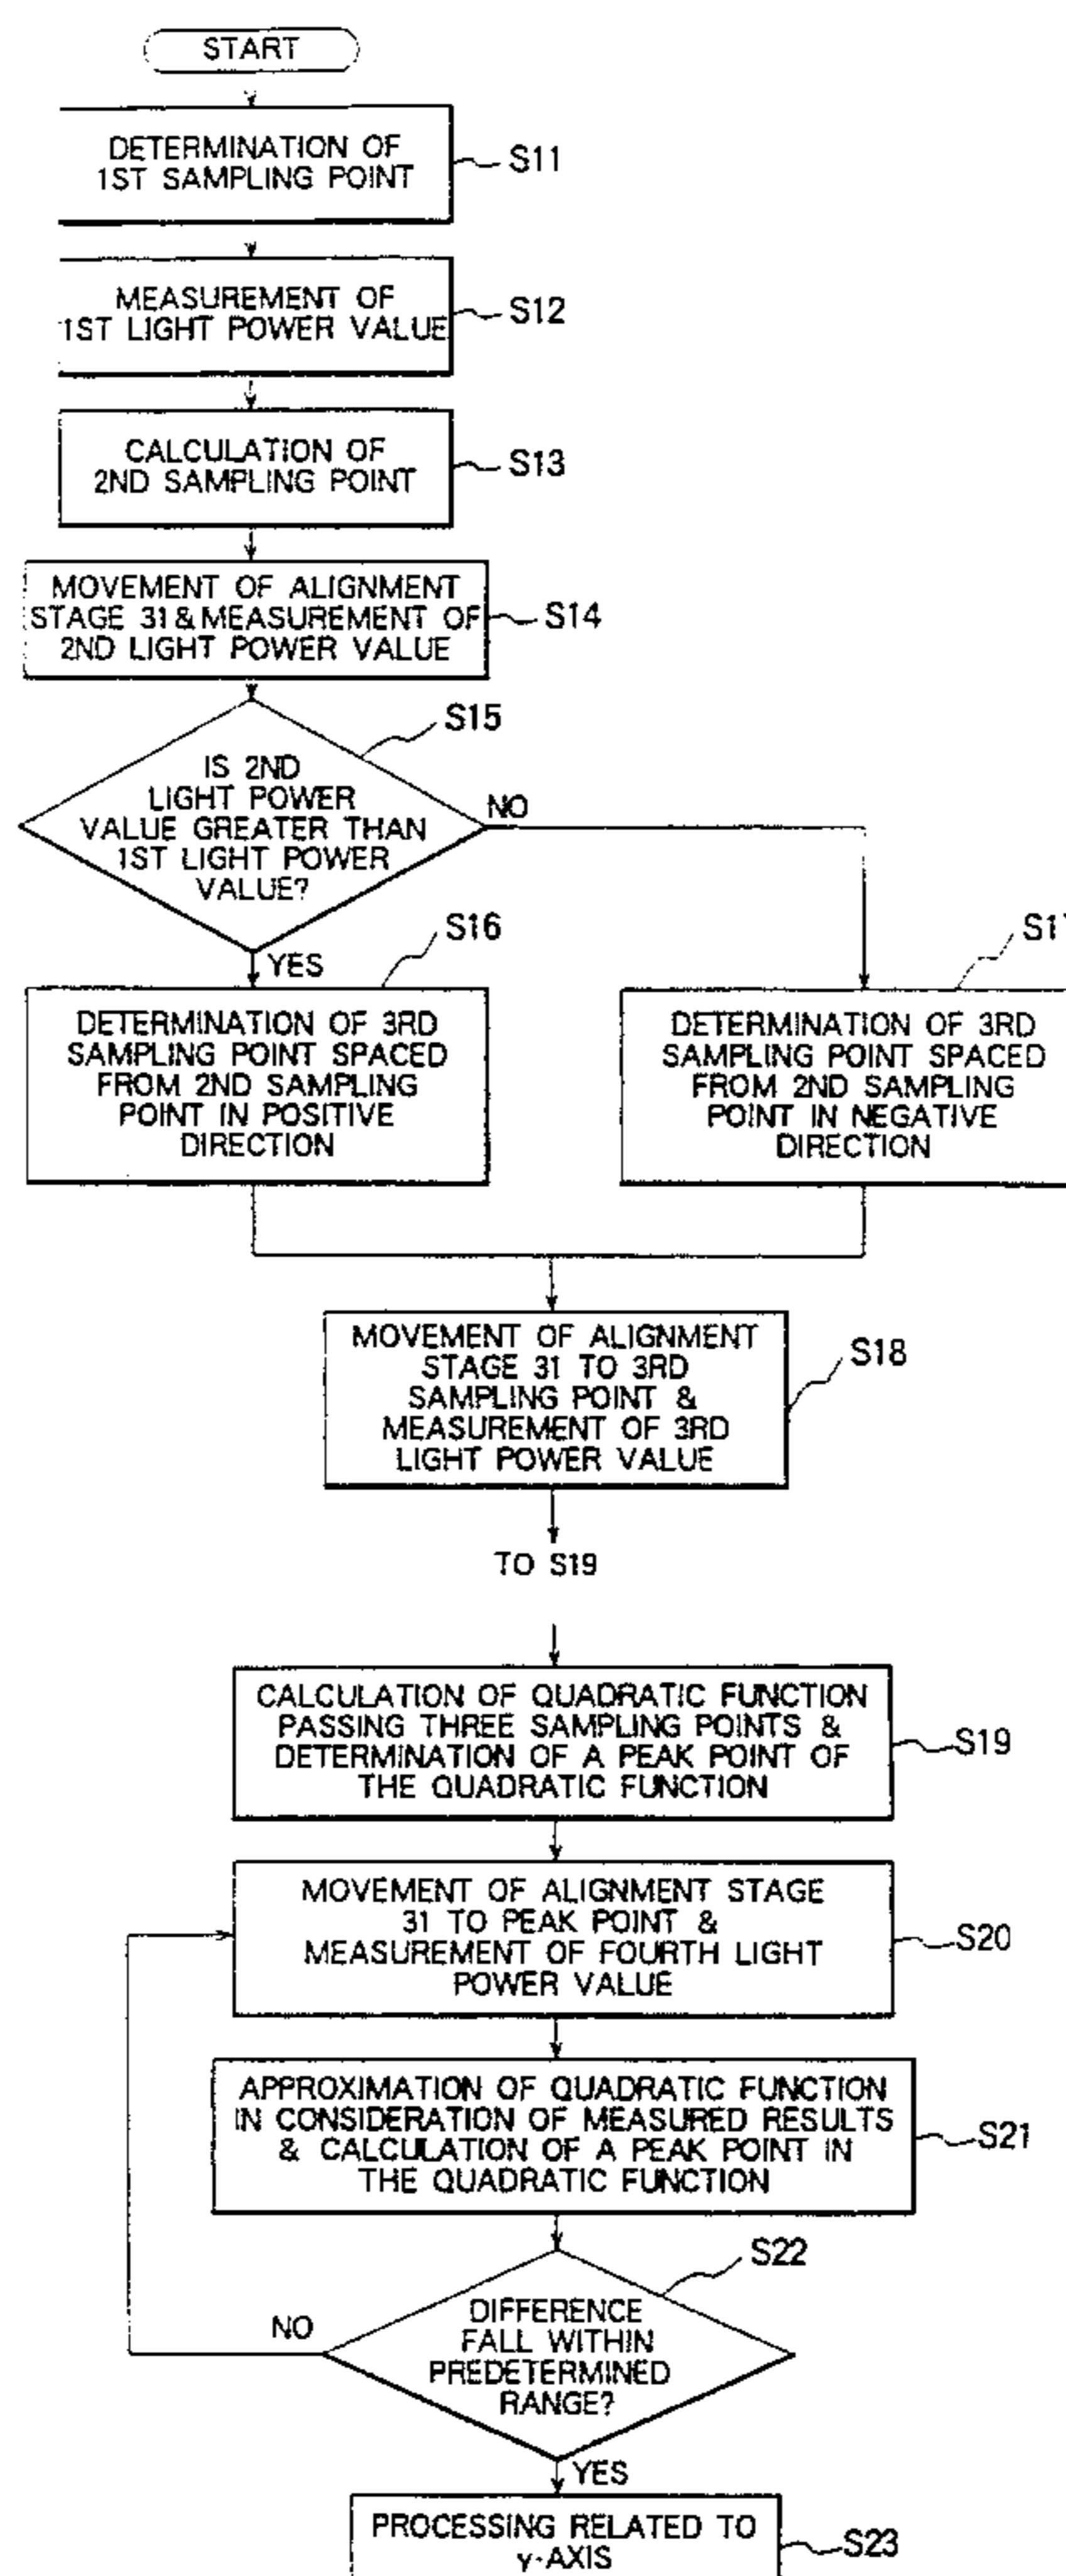 START
DETERMINATION OF
1ST SAMPLING POINT
S11
MEASUREMENT OF
1ST LIGHT POWER VALUE
S12
CALCULATION OF
2ND SAMPLING POINT
S13
MOVEMENT OF ALIGNMENT
STAGE 31 & MEASUREMENT OF
2ND LIGHT POWER VALUE
S14
S15
IS 2ND
LIGHT POWER
VALUE GREATER THAN
1ST LIGHT POWER
VALUE?
NO
YES
S16
DETERMINATION OF 3RD
SAMPLING POINT SPACED
FROM 2ND SAMPLING
POINT IN POSITIVE
DIRECTION
DETERMINATION OF 3RD
SAMPLING POINT SPACED
FROM 2ND SAMPLING
POINT IN NEGATIVE
DIRECTION
MOVEMENT OF ALIGNMENT
STAGE 31 TO 3RD
SAMPLING POINT &
MEASUREMENT OF 3RD
LIGHT POWER VALUE
S18
TO S19
CALCULATION OF QUADRATIC FUNCTION
PASSING THREE SAMPLING POINTS &
DETERMINATION OF A PEAK POINT OF
THE QUADRATIC FUNCTION
S19
MOVEMENT OF ALIGNMENT STAGE
31 TO PEAK POINT &
MEASUREMENT OF FOURTH LIGHT
POWER VALUE
S20
APPROXIMATION OF QUADRATIC FUNCTION
IN CONSIDERATION OF MEASURED RESULTS
& CALCULATION OF A PEAK POINT IN
THE QUADRATIC FUNCTION
S21
S22
DIFFERENCE
FALL WITHIN
PREDETERMINED
RANGE?
NO
YES
PROCESSING RELATED TO
y-AXIS
S23